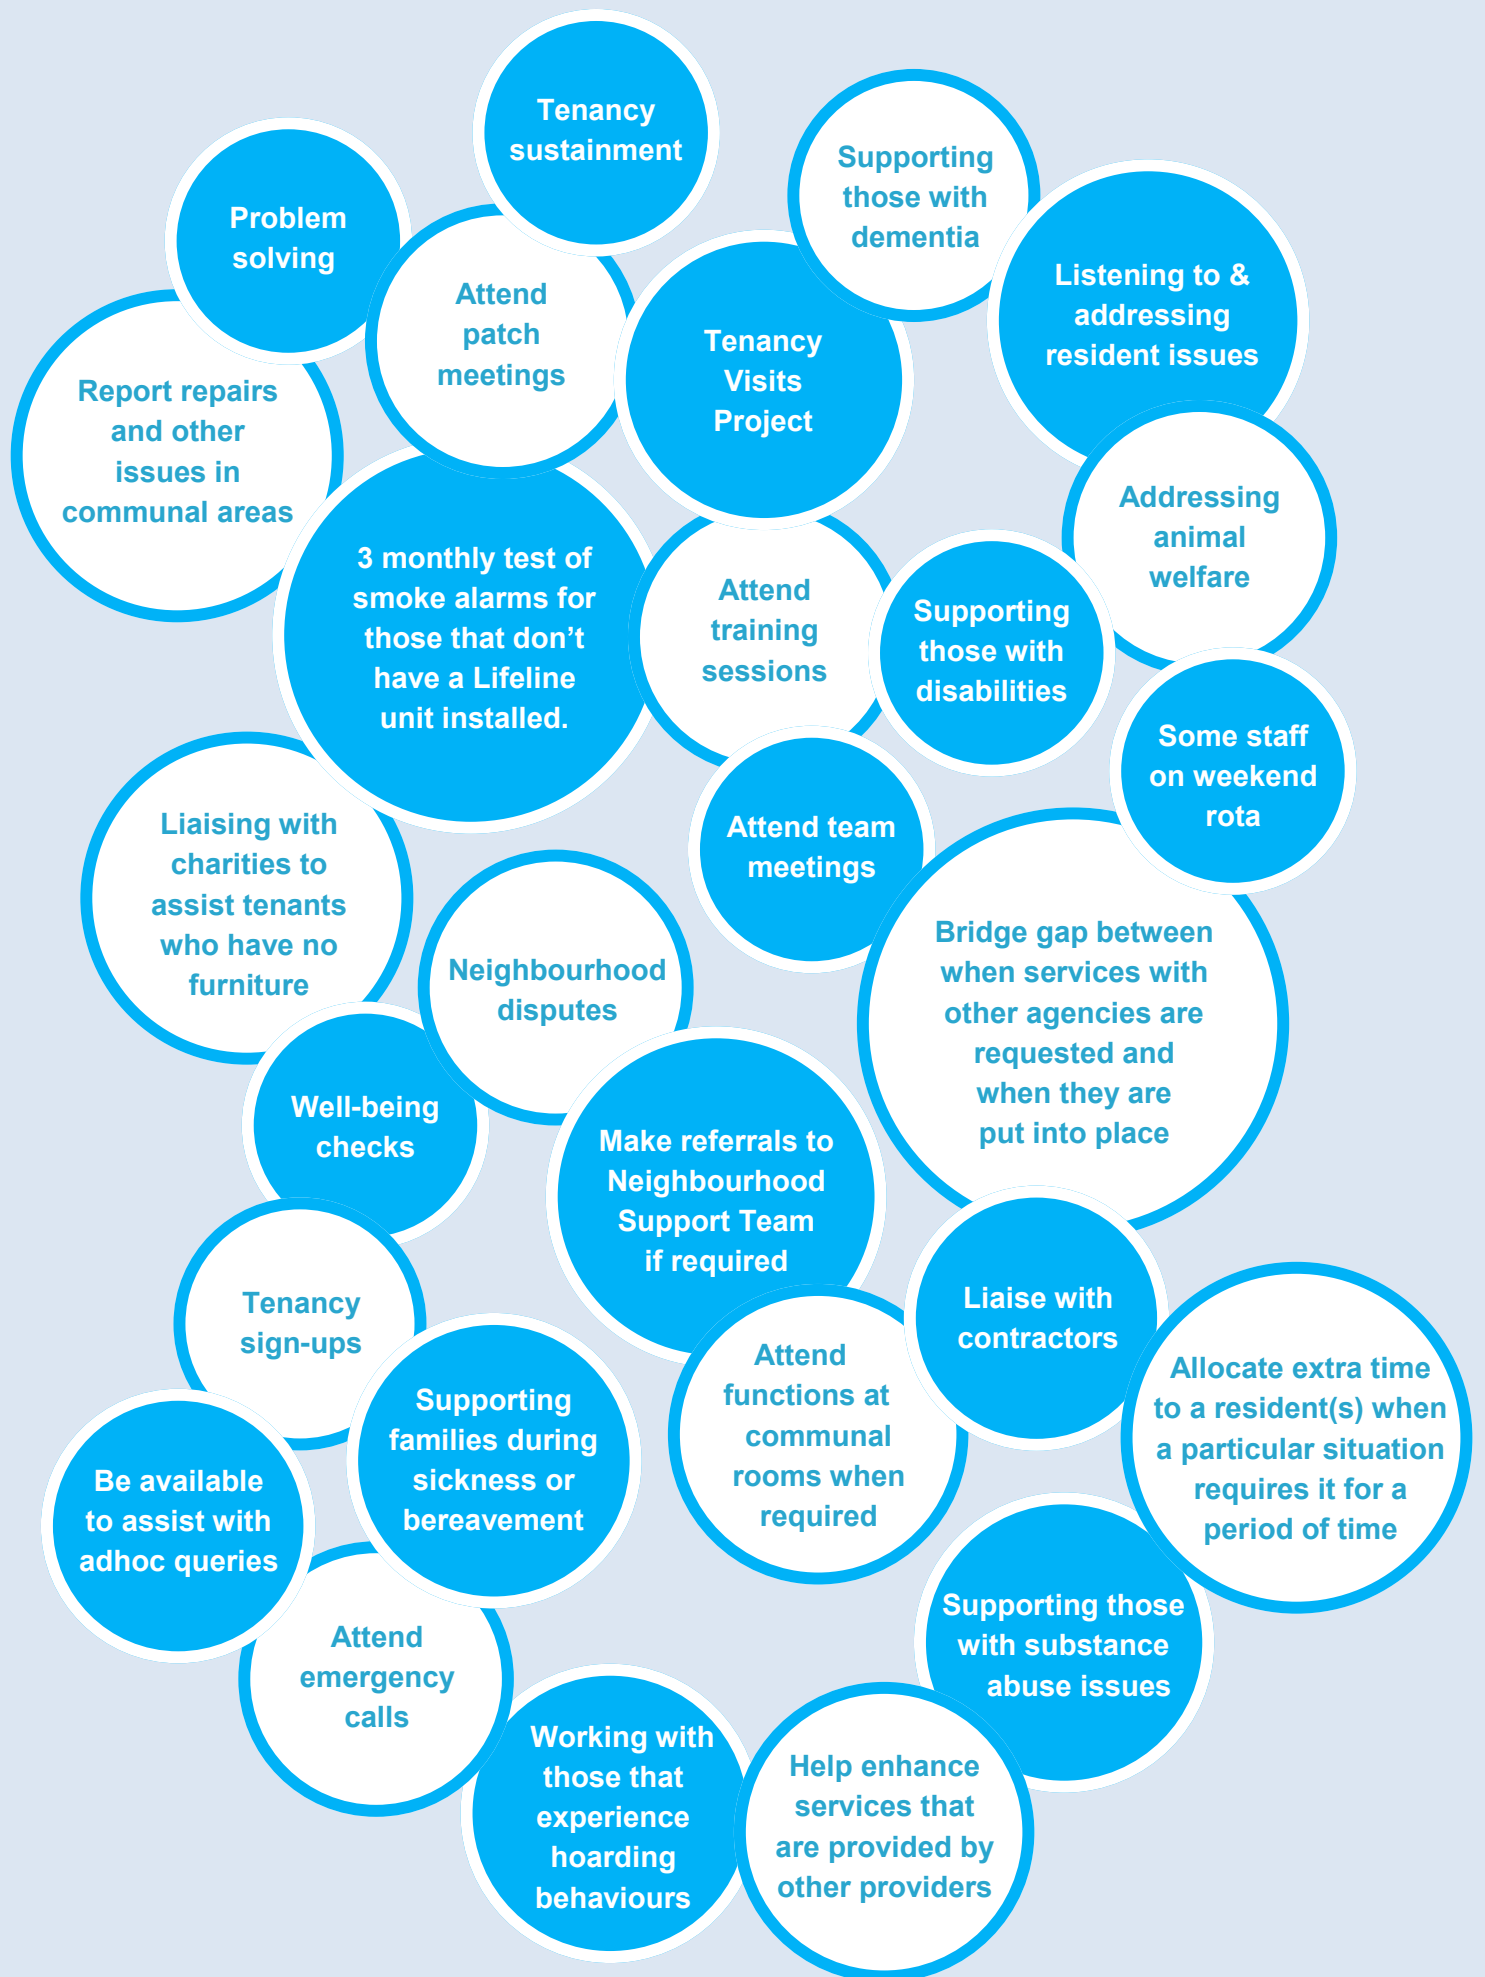 Tenancy
sustainment
Supporting
those with
dementia
Problem
solving
Listening to &
addressing
resident issues
Attend
patch
meetings
Tenancy
Visits
Project
Report repairs
and other
issues in
communal areas
Addressing
animal
welfare
3 monthly test of
smoke alarms for
those that don’t
have a Lifeline
unit installed.
Attend
training
sessions
Supporting
those with
disabilities
Some staff
on weekend
rota
Liaising with
charities to
assist tenants
who have no
furniture
Attend team
meetings
Neighbourhood
disputes
Bridge gap between
when services with
other agencies are
requested and
when they are
put into place
Well-being
checks
Make referrals to
Neighbourhood
Support Team
if required
Tenancy
sign-ups
Liaise with
contractors
Attend
functions at
communal
rooms when
required
Allocate extra time
to a resident(s) when
a particular situation
requires it for a
period of time
Supporting
families during
sickness or
bereavement
Be available
to assist with
adhoc queries
Supporting those
with substance
abuse issues
Attend
emergency
calls
Working with
those that
experience
hoarding
behaviours
Help enhance
services that
are provided by
other providers